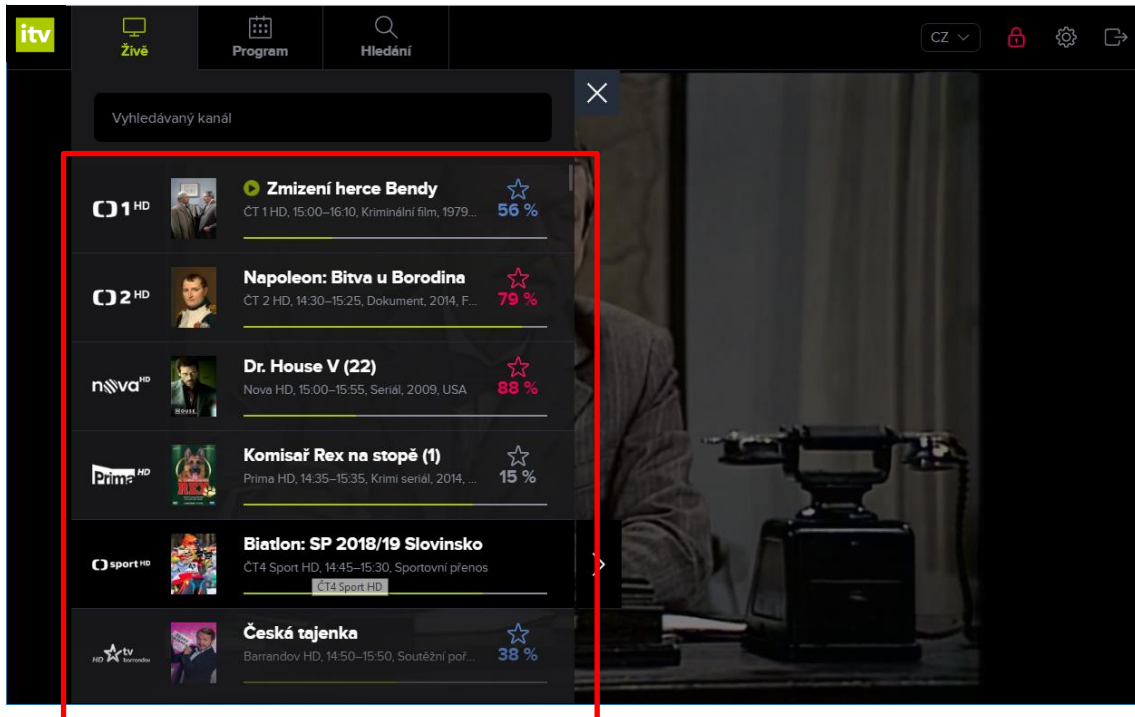 itv
Živě
Program
Hledání
CZ
Vyhledávaný kanál
1 HD
Zmizení herce Bendy
ČT 1 HD, 15:00–16:10, Kriminální film, 1979...
56 %
2 HD
Napoleon: Bitva u Borodina
ČT 2 HD, 14:30–15:25, Dokument, 2014, F...
79 %
nova HD
HOUSE
Dr. House V (22)
Nova HD, 15:00–15:55, Seriál, 2009, USA
88 %
Prima HD
REX
Komisař Rex na stopě (1)
Prima HD, 14:35–15:35, Krimi seriál, 2014, ...
15 %
sport HD
Biatlon: SP 2018/19 Slovinsko
ČT4 Sport HD, 14:45–15:30, Sportovní přenos
ČT4 Sport HD
HD tv barrandov
Česká tajenka
Barrandov HD, 14:50–15:50, Soutěžní poř...
38 %